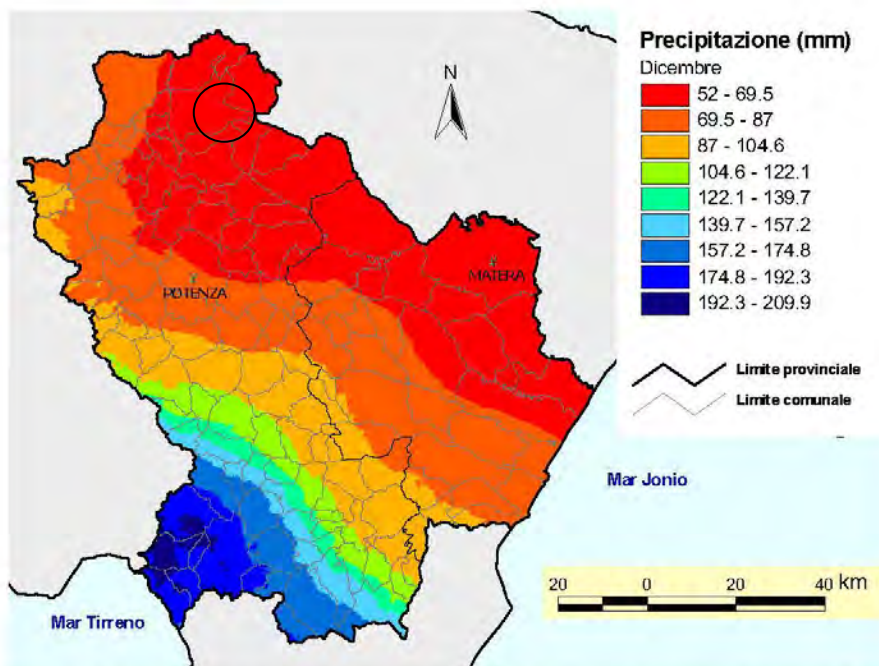 Precipitazione (mm)
Dicembre
52 - 69.5
69.5 - 87
87 - 104.6
104.6 - 122.1
122.1 - 139.7
139.7 - 157.2
157.2 - 174.8
174.8 - 192.3
192.3 - 209.9
Limite provinciale
Limite comunale
N
MATERA
POTENZA
Mar Jonio
Mar Tirreno
20 0 20 40 km